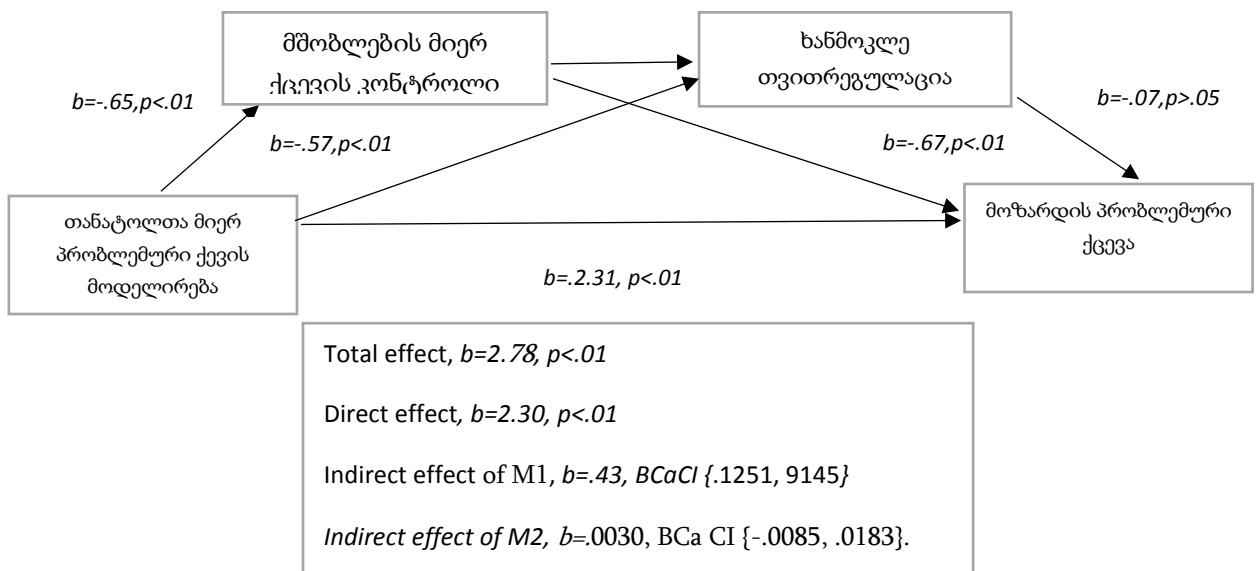 მშობლების მიერ
ქცევის კონტროლი
ხანმოკლე
თვითრეგულაცია
b=-.65,p<.01
b=-.07,p>.05
b=-.57,p<.01
b=-.67,p<.01
თანატოლთა მიერ
პრობლემური ქევის
მოდელირება
მოზარდის პრობლემური
ქცევა
b=.2.31, p<.01
Total effect, b=2.78, p<.01
Direct effect, b=2.30, p<.01
Indirect effect of M1, b=.43, BCaCI {.1251, 9145}
Indirect effect of M2, b=.0030, BCa CI {-.0085, .0183}.